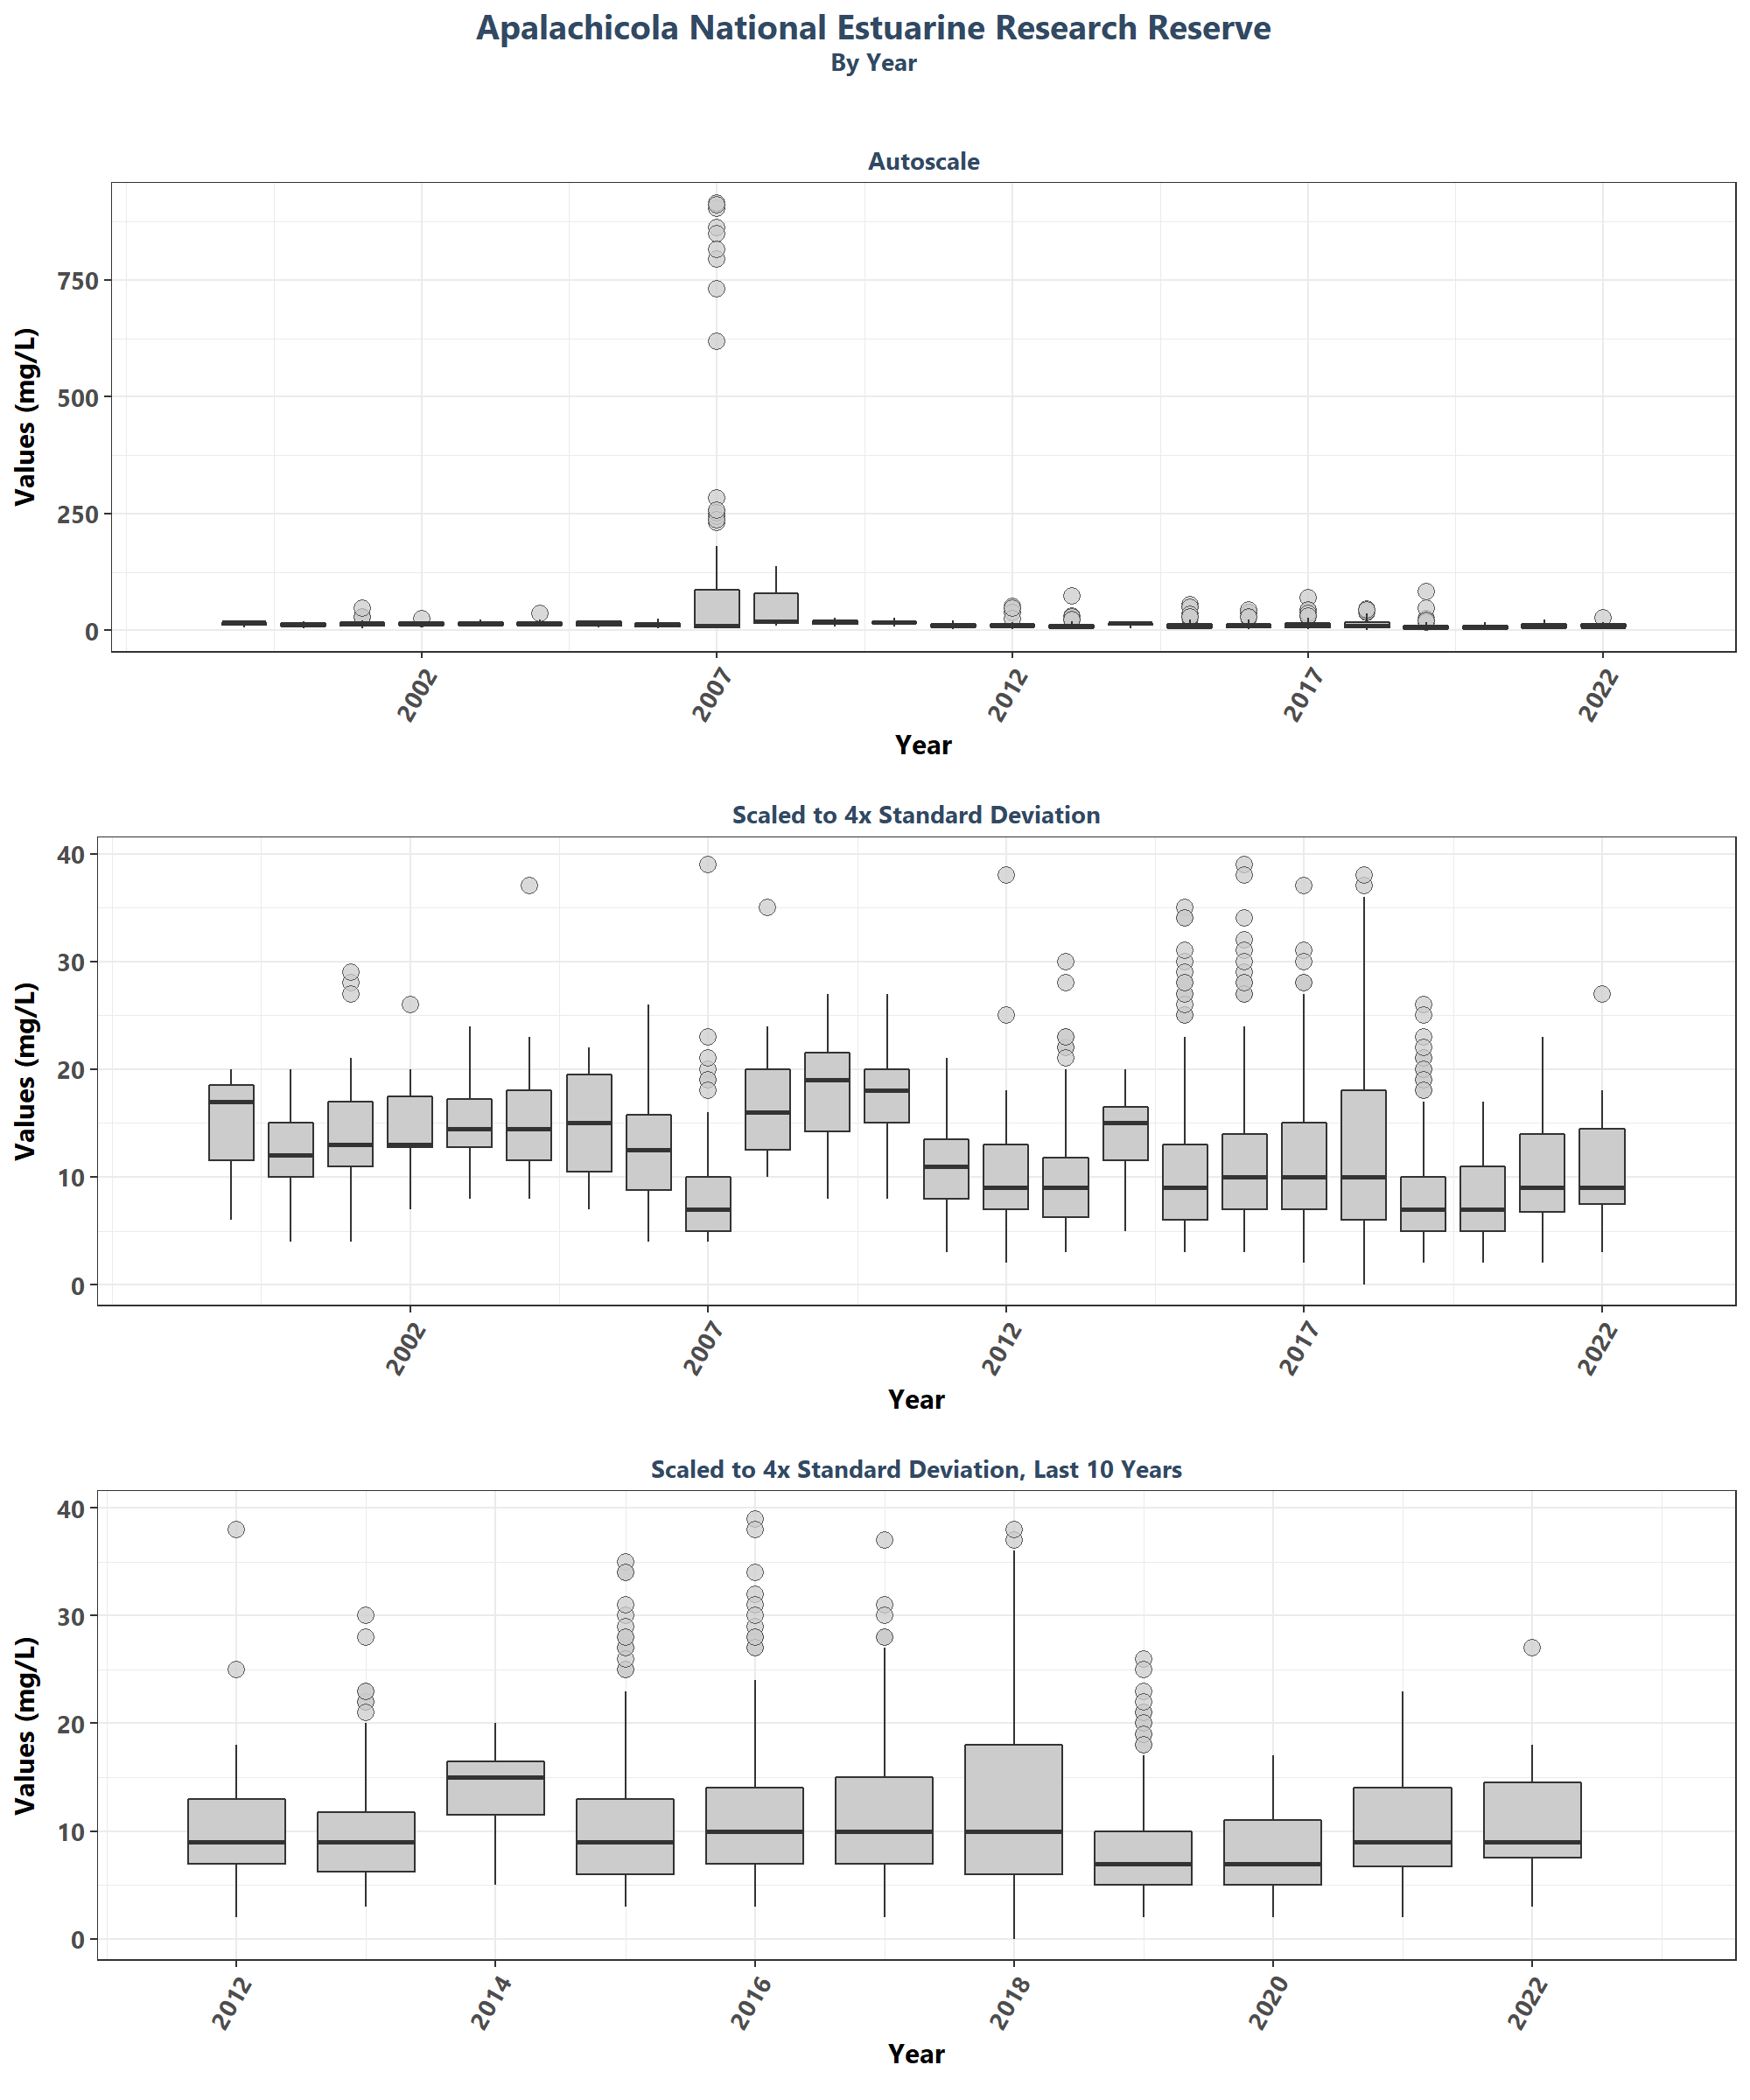 Apalachicola National Estuarine Research Reserve
By Year
Autoscale
Values (mg/L)
750
500
250
0
2002
2007
2012
2017
2022
Year
Scaled to 4x Standard Deviation
Values (mg/L)
40
30
20
10
0
2002
2007
2012
2017
2022
Year
Scaled to 4x Standard Deviation, Last 10 Years
Values (mg/L)
40
30
20
10
0
2012
2014
2016
2018
2020
2022
Year